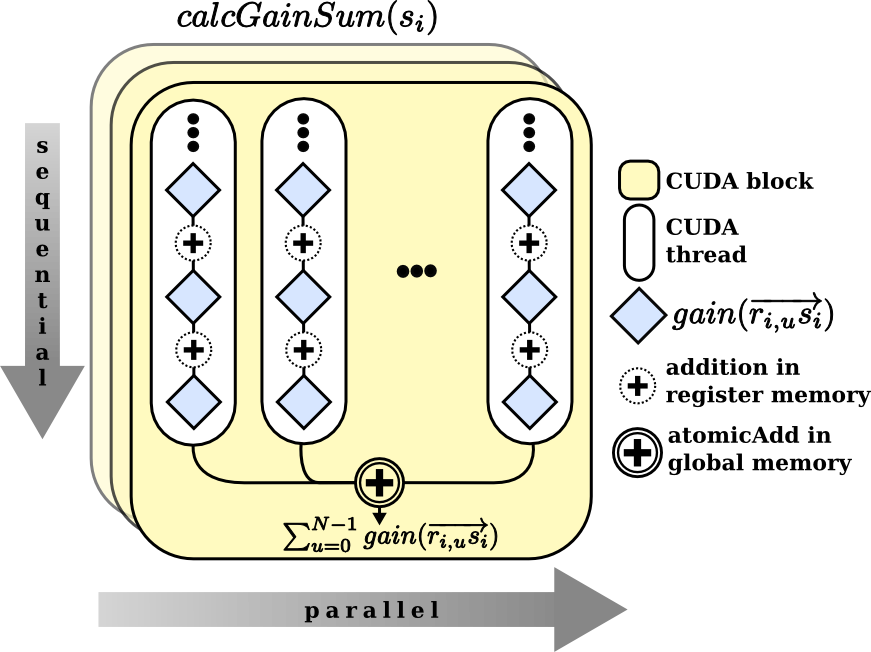 calcGainSum(s_i)
sequential
CUDA block
CUDA
thread
gain(\overrightarrow{r_{i,u}s_i})
addition in
register memory
atomicAdd in
global memory
\sum_{u=0}^{N-1} gain(\overrightarrow{r_{i,u}s_i})
parallel